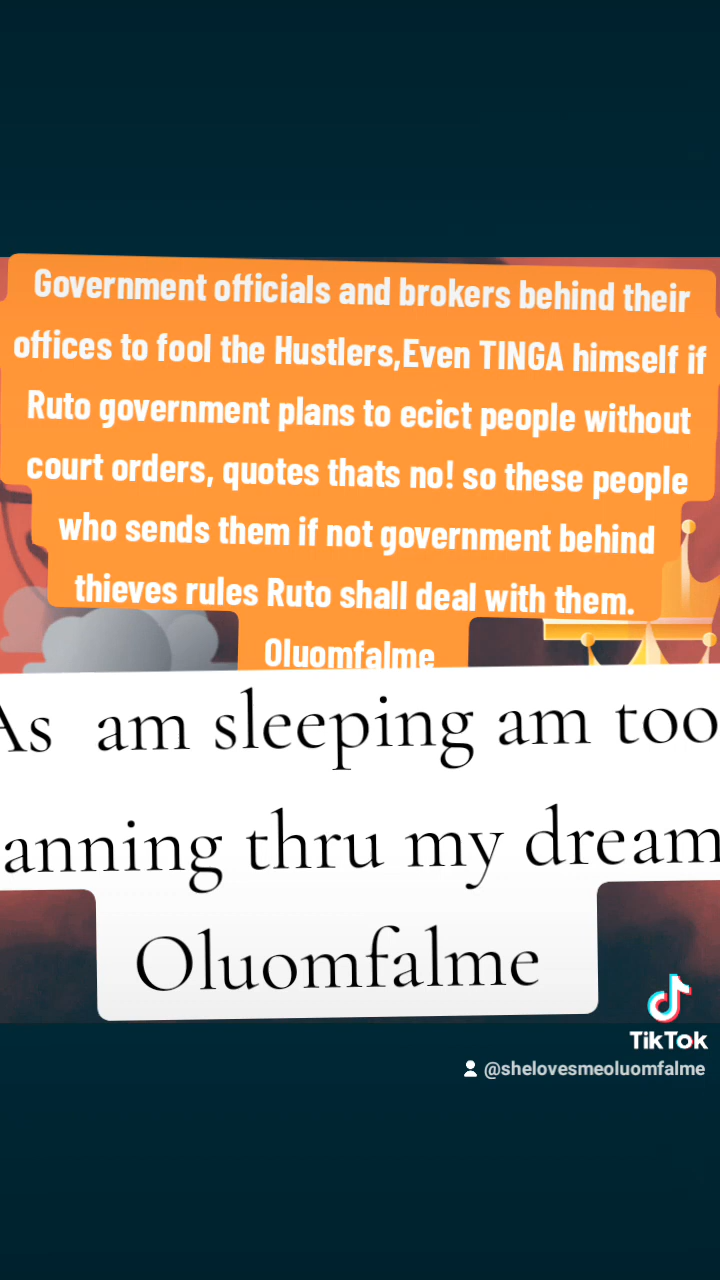 Government officials and brokers behind their
offices to fool the Hustlers,Even TINGA himself if
Ruto government plans to ecict people without
court orders, quotes thats no! so these people
who sends them if not government behind
thieves rules Ruto shall deal with them.
Oluomfalme
As am sleeping am too
anning thru my dream
Oluomfalme
TikTok
@shelovesmeoluomfalme